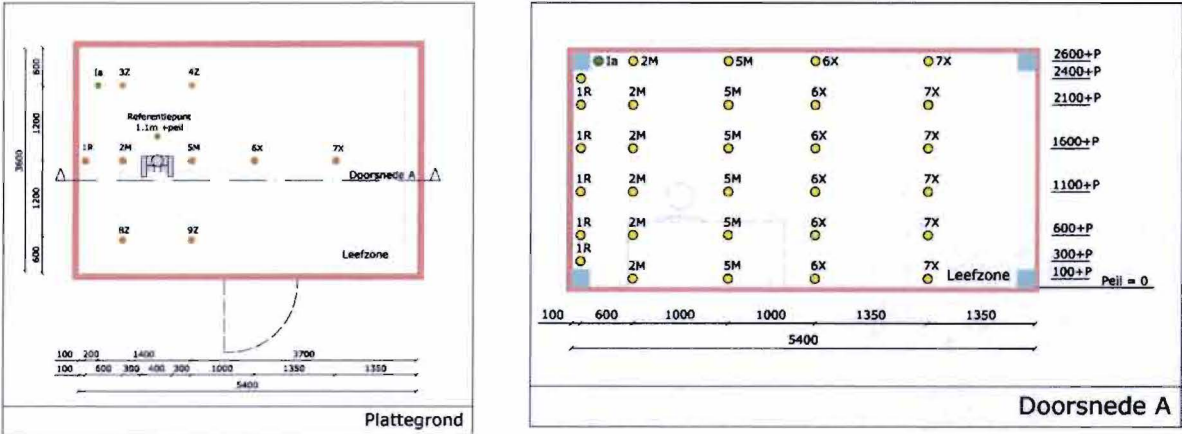 Ia 3Z 4Z
Referentiepunt
1.1m +peil
1R 2M 5M 6X 7X
Doorsnede A
8Z 9Z
Leefzone
600
1200
1200
600
3600
100 200 1400 3700
100 600 300 400 300 1000 1350 1350
5400
Plattegrond
Ia 2M 5M 6X 7X 2600+P
2400+P
1R 2M 5M 6X 7X 2100+P
1R 2M 5M 6X 7X 1600+P
1R 2M 5M 6X 7X 1100+P
1R 2M 5M 6X 7X 600+P
1R 300+P
2M 5M 6X 7X Leefzone 100+P
Peil = 0
100 600 1000 1000 1350 1350
5400
Doorsnede A